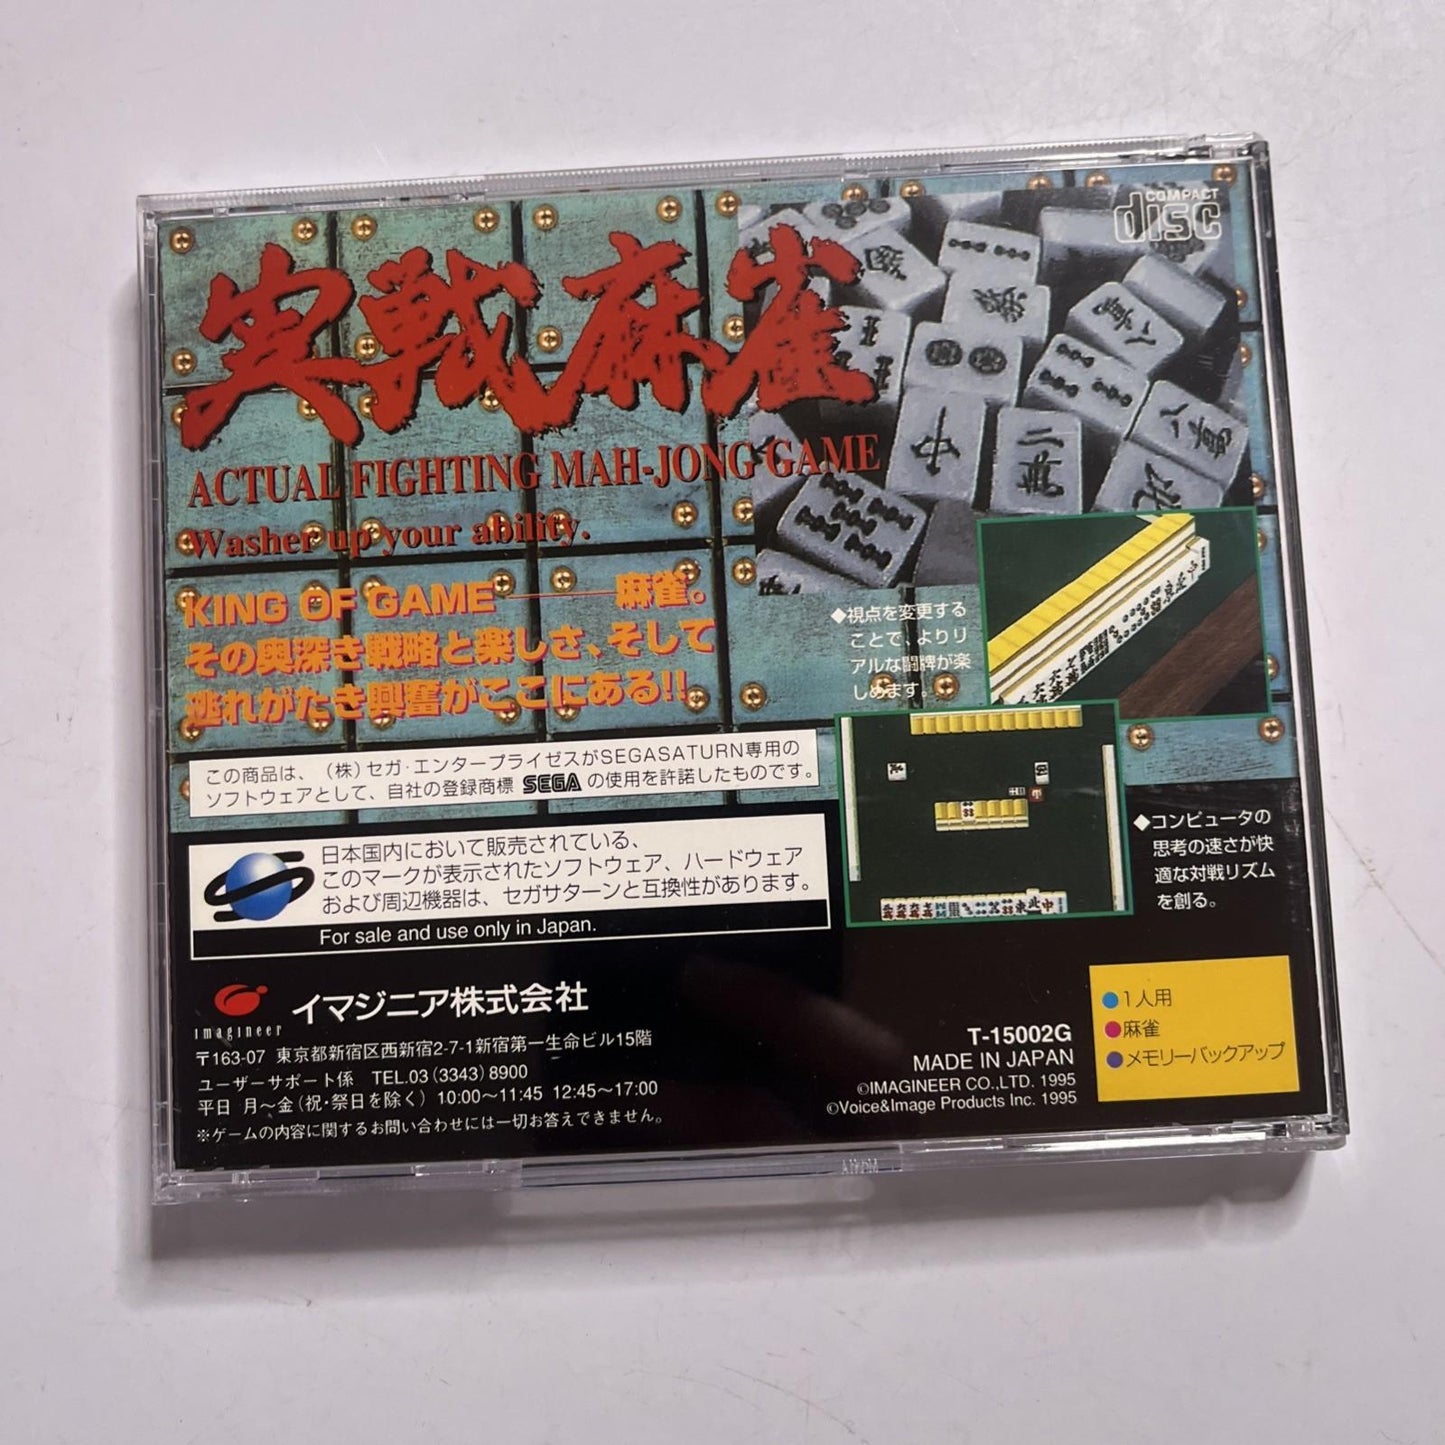 COMPACT
disc
実戦麻雀
ACTUAL FIGHTING MAH-JONG GAME
Washer up your ability.
KING OF GAME――麻雀。
その奥深き戦略と楽しさ、そして
逃れがたき興奮がここにある!!
◆視点を変更する
ことで、よりリ
アルな闘牌が楽
しめます。
この商品は、(株)セガ・エンタープライゼスがSEGASATURN専用の
ソフトウェアとして、自社の登録商標 SEGA の使用を許諾したものです。
日本国内において販売されている、
このマークが表示されたソフトウェア、ハードウェア
および周辺機器は、セガサターンと互換性があります。
For sale and use only in Japan.
◆コンピュータの
思考の速さが快
適な対戦リズム
を創る。
imagineer
イマジニア株式会社
〒163-07 東京都新宿区西新宿2-7-1新宿第一生命ビル15階
ユーザーサポート係 TEL.03(3343)8900
平日 月～金(祝・祭日を除く) 10:00～11:45 12:45～17:00
※ゲームの内容に関するお問い合わせには一切お答えできません。
T-15002G
MADE IN JAPAN
©IMAGINEER CO.,LTD. 1995
©Voice&Image Products Inc. 1995
●1人用
●麻雀
●メモリーバックアップ